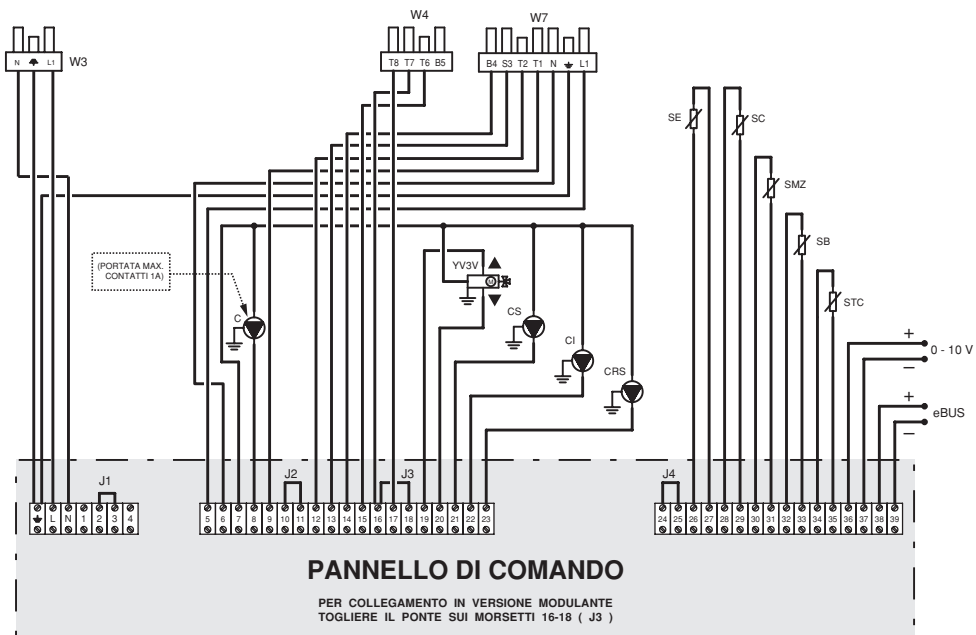 W4
W7
N L1 W3
T8 T7 T6 B5
B4 S3 T2 T1 N L1
SE
SC
SMZ
SB
STC
(PORTATA MAX.
CONTATTI 1A)
YV3V
M
C
CS
CI
CRS
+
0 - 10 V
–
+
eBUS
–
J1
J2
J3
J4
L N 1 2 3 4
5 6 7 8 9 10 11 12 13 14 15 16 17 18 19 20 21 22 23
24 25 26 27 28 29 30 31 32 33 34 35 36 37 38 39
PANNELLO DI COMANDO
PER COLLEGAMENTO IN VERSIONE MODULANTE
TOGLIERE IL PONTE SUI MORSETTI 16-18 ( J3 )